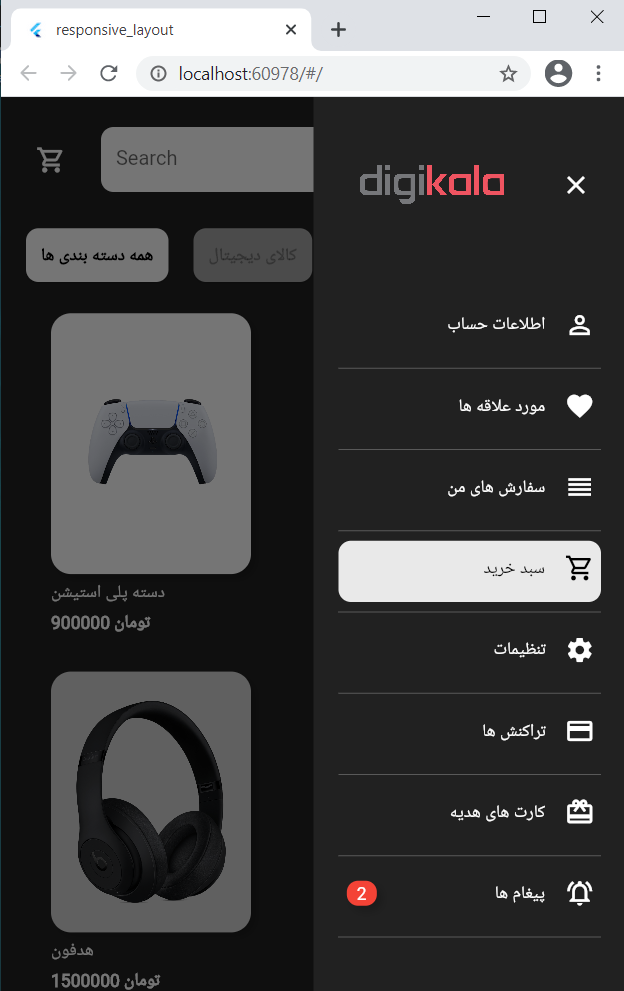 responsive_layout
localhost:60978/#/
Search
digikala
همه دسته بندی ها
کالای دیجیتال
اطلاعات حساب
مورد علاقه ها
سفارش های من
سبد خرید
تنظیمات
تراکنش ها
کارت های هدیه
پیغام ها
2
دسته پلی استیشن
900000 تومان
هدفون
1500000 تومان